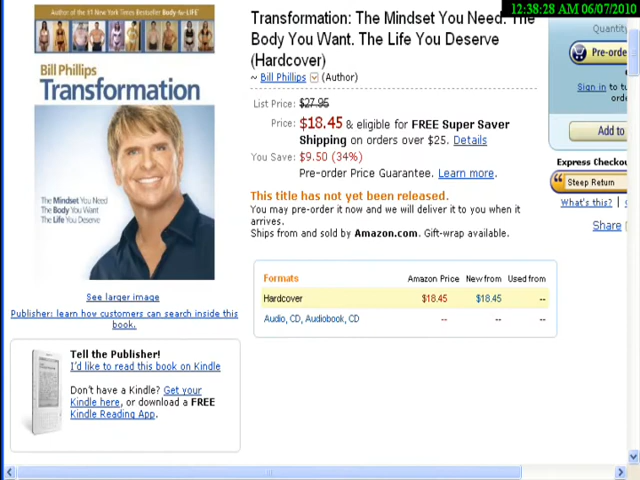 12:38:28 AM 06/07/2010
Author of the #1 New York Times Bestseller Body-for-LIFE
Bill Phillips
Transformation
The Mindset You Need
The Body You Want
The Life You Deserve
See larger image
Publisher: learn how customers can search inside this
book.
Tell the Publisher!
I'd like to read this book on Kindle
Don't have a Kindle? Get your
Kindle here, or download a FREE
Kindle Reading App.
Transformation: The Mindset You Need. The
Body You Want. The Life You Deserve
(Hardcover)
~ Bill Phillips (Author)
List Price: $27.95
Price: $18.45 & eligible for FREE Super Saver
Shipping on orders over $25. Details
You Save: $9.50 (34%)
Pre-order Price Guarantee. Learn more.
This title has not yet been released.
You may pre-order it now and we will deliver it to you when it
arrives.
Ships from and sold by Amazon.com. Gift-wrap available.
Formats Amazon Price New from Used from
Hardcover $18.45 $18.45 --
Audio, CD, Audiobook, CD -- -- --
Quantity
Pre-orde
Sign in to tu
orde
Add to
Express Checkou
Steep Return
What's this? |
Share